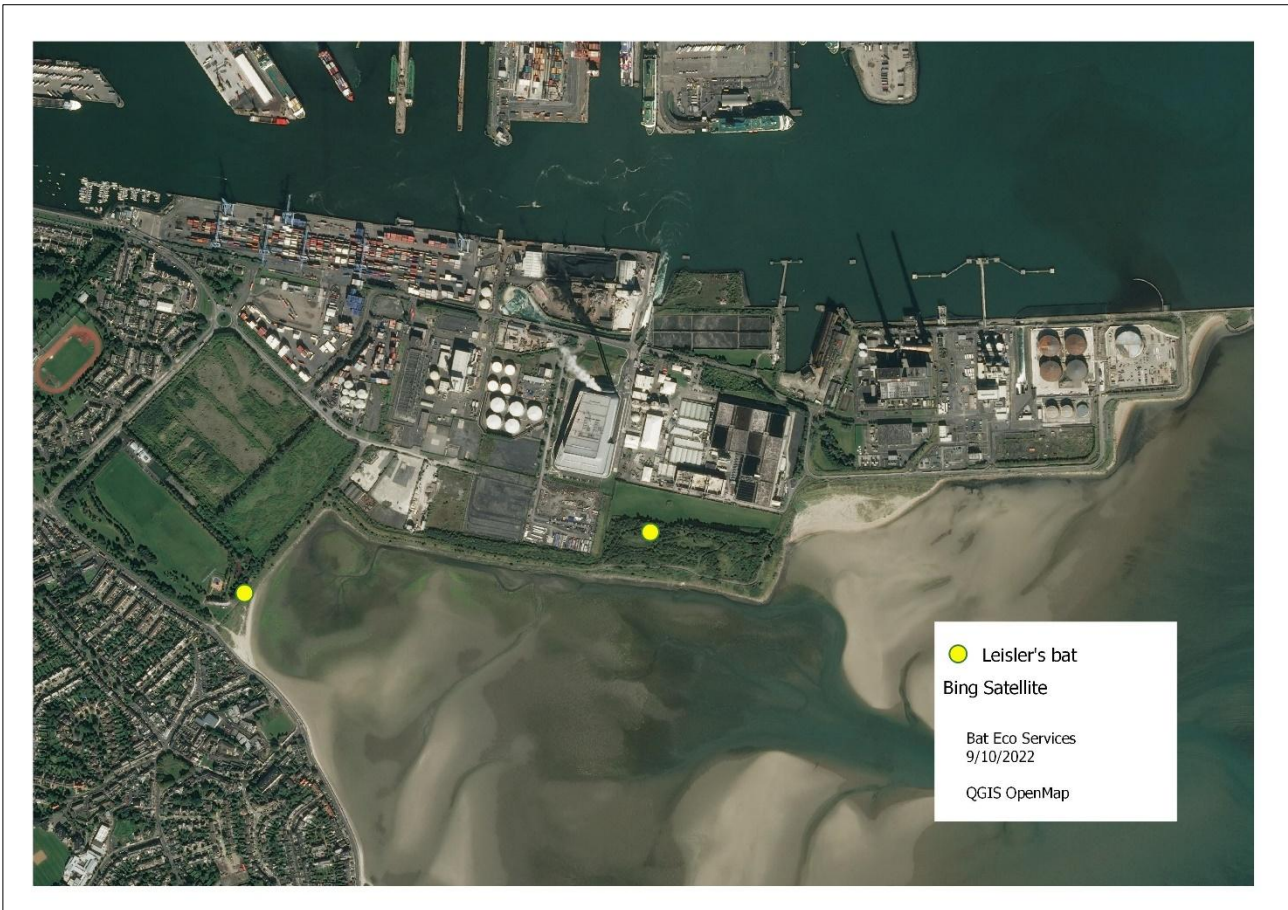 Leisler's bat
Bing Satellite
Bat Eco Services
9/10/2022
QGIS OpenMap